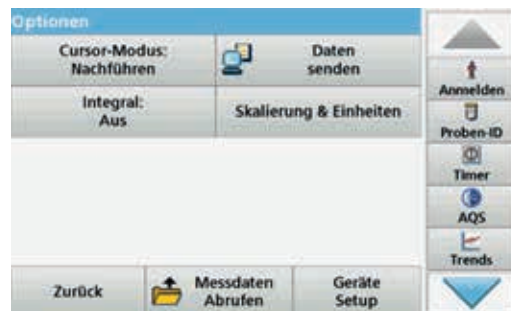 Optionen
Cursor-Modus:
Nachführen
Daten
senden
Integral:
Aus
Skalierung & Einheiten
Zurück
Messdaten
Abrufen
Geräte
Setup
Anmelden
Proben-ID
Timer
AQS
Trends